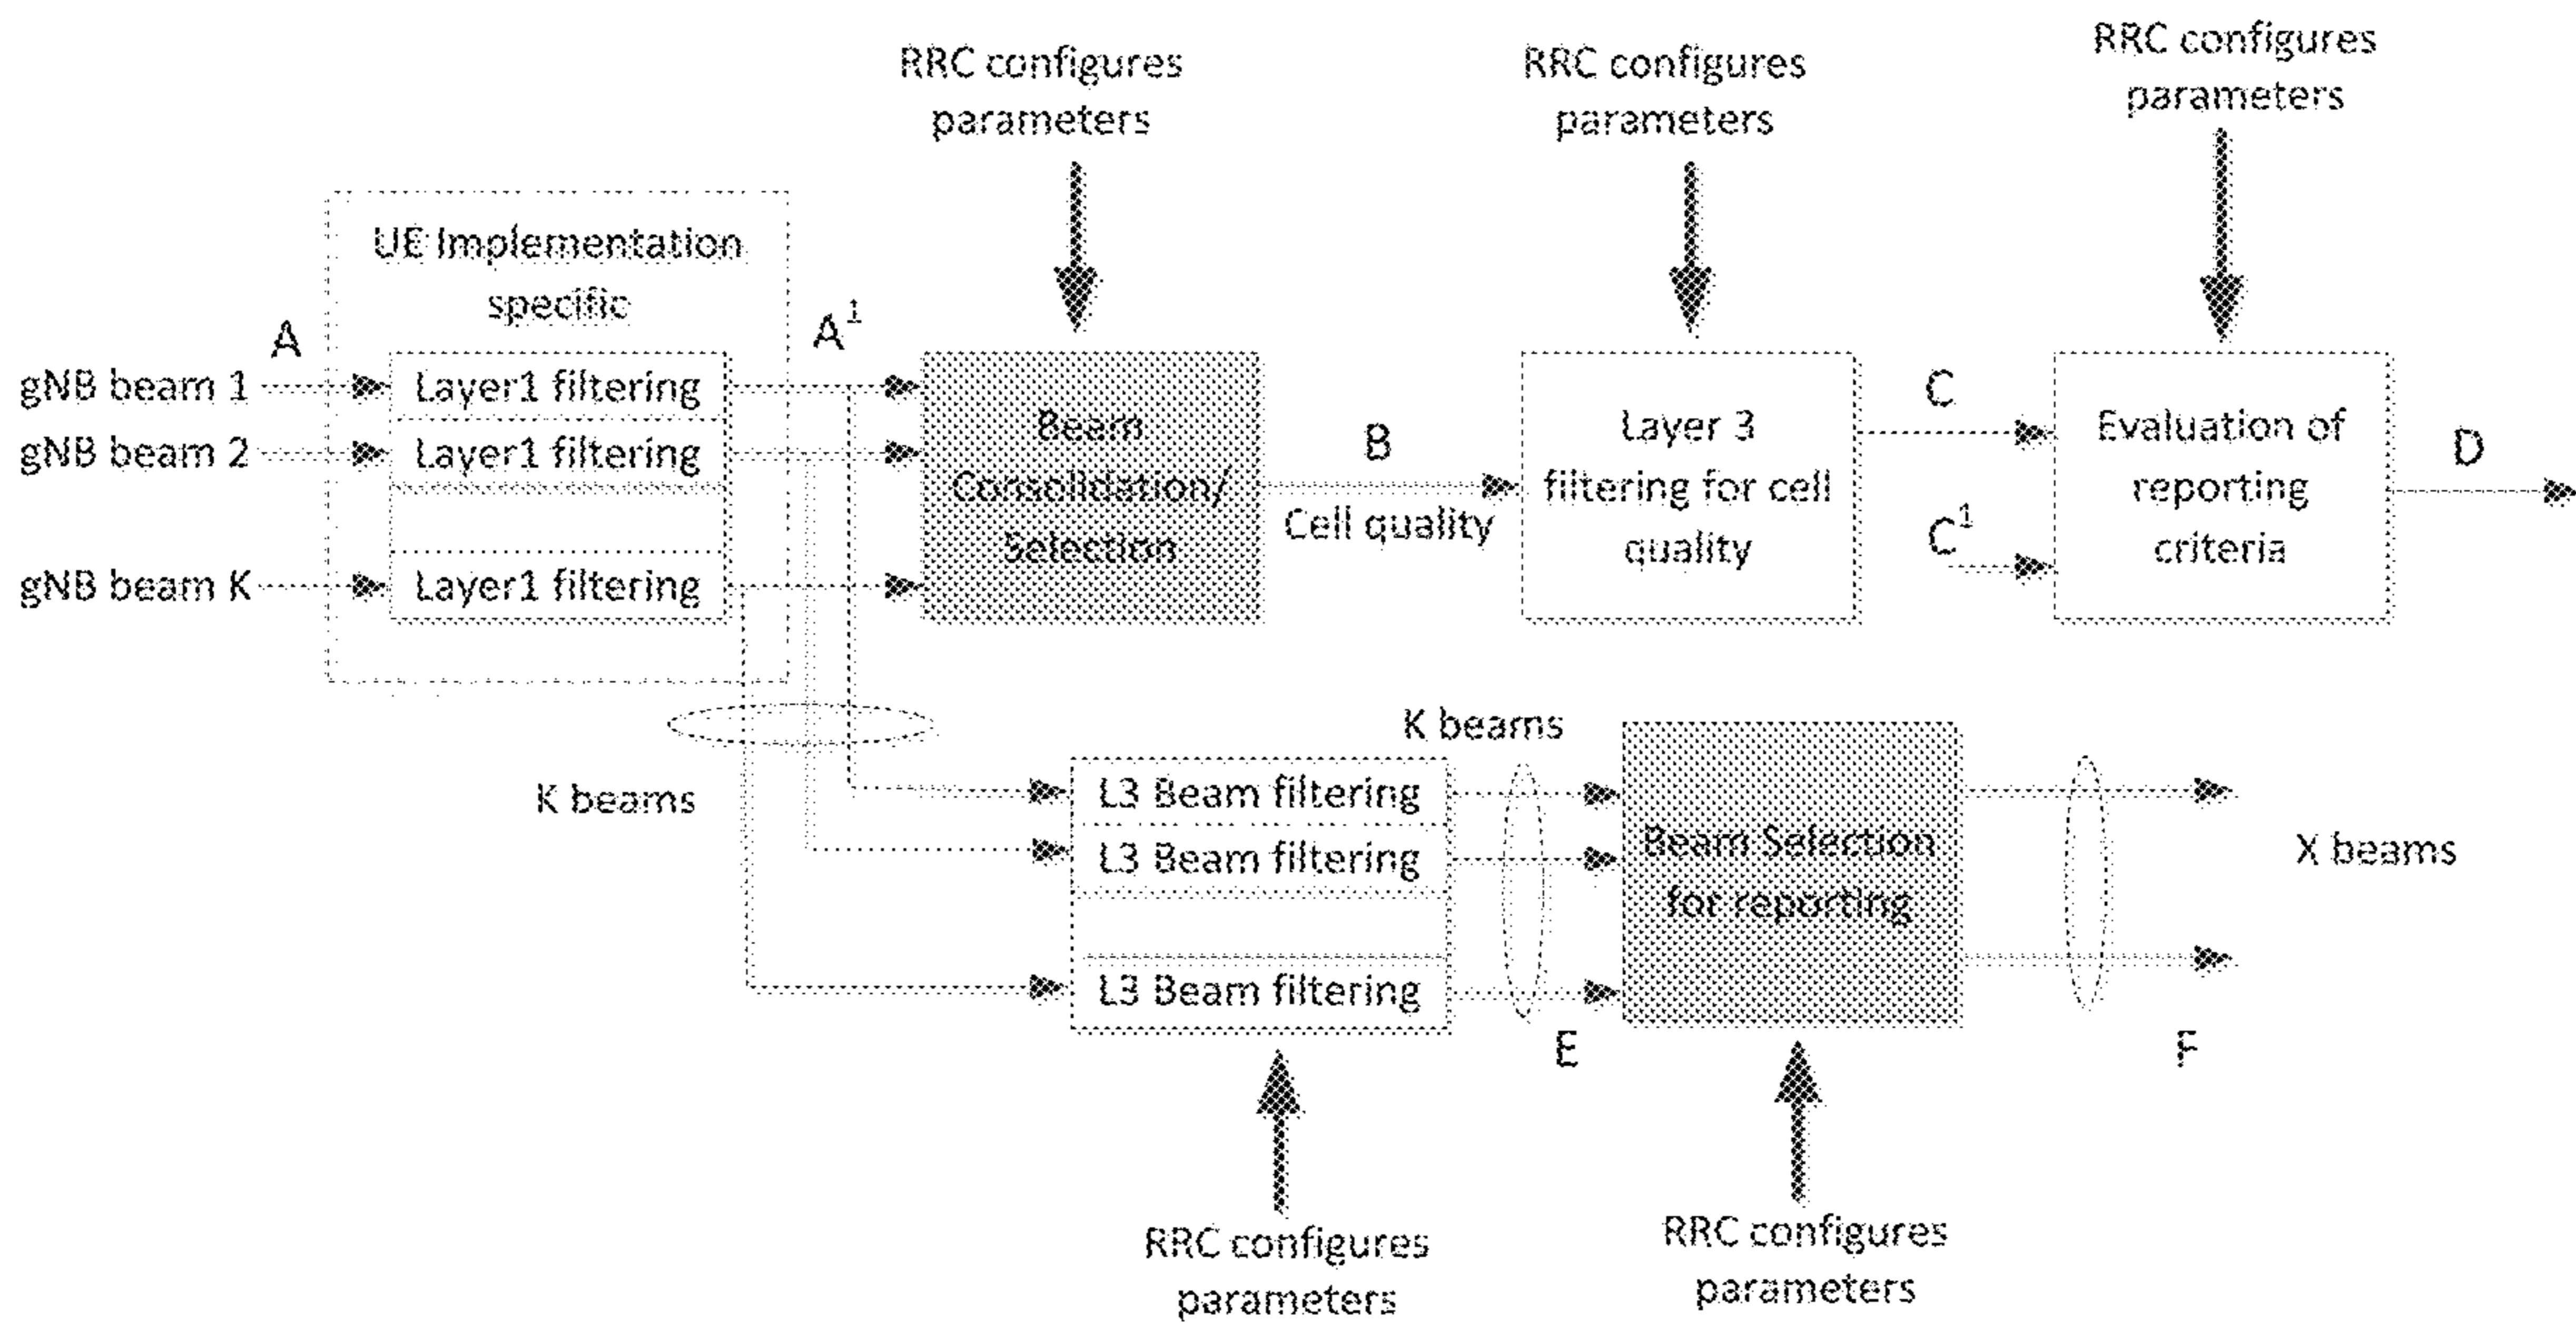 RRC configures
parameters
RRC configures
parameters
RRC configures
parameters
UE Implementation
specific
A
A¹
gNB beam 1
Layer1 filtering
gNB beam 2
Layer1 filtering
gNB beam K
Layer1 filtering
Beam
Consolidation/
Selection
B
Cell quality
Layer 3
filtering for cell
quality
C
C¹
Evaluation of
reporting
criteria
D
K beams
K beams
L3 Beam filtering
L3 Beam filtering
L3 Beam filtering
E
Beam Selection
for reporting
X beams
F
RRC configures
parameters
RRC configures
parameters